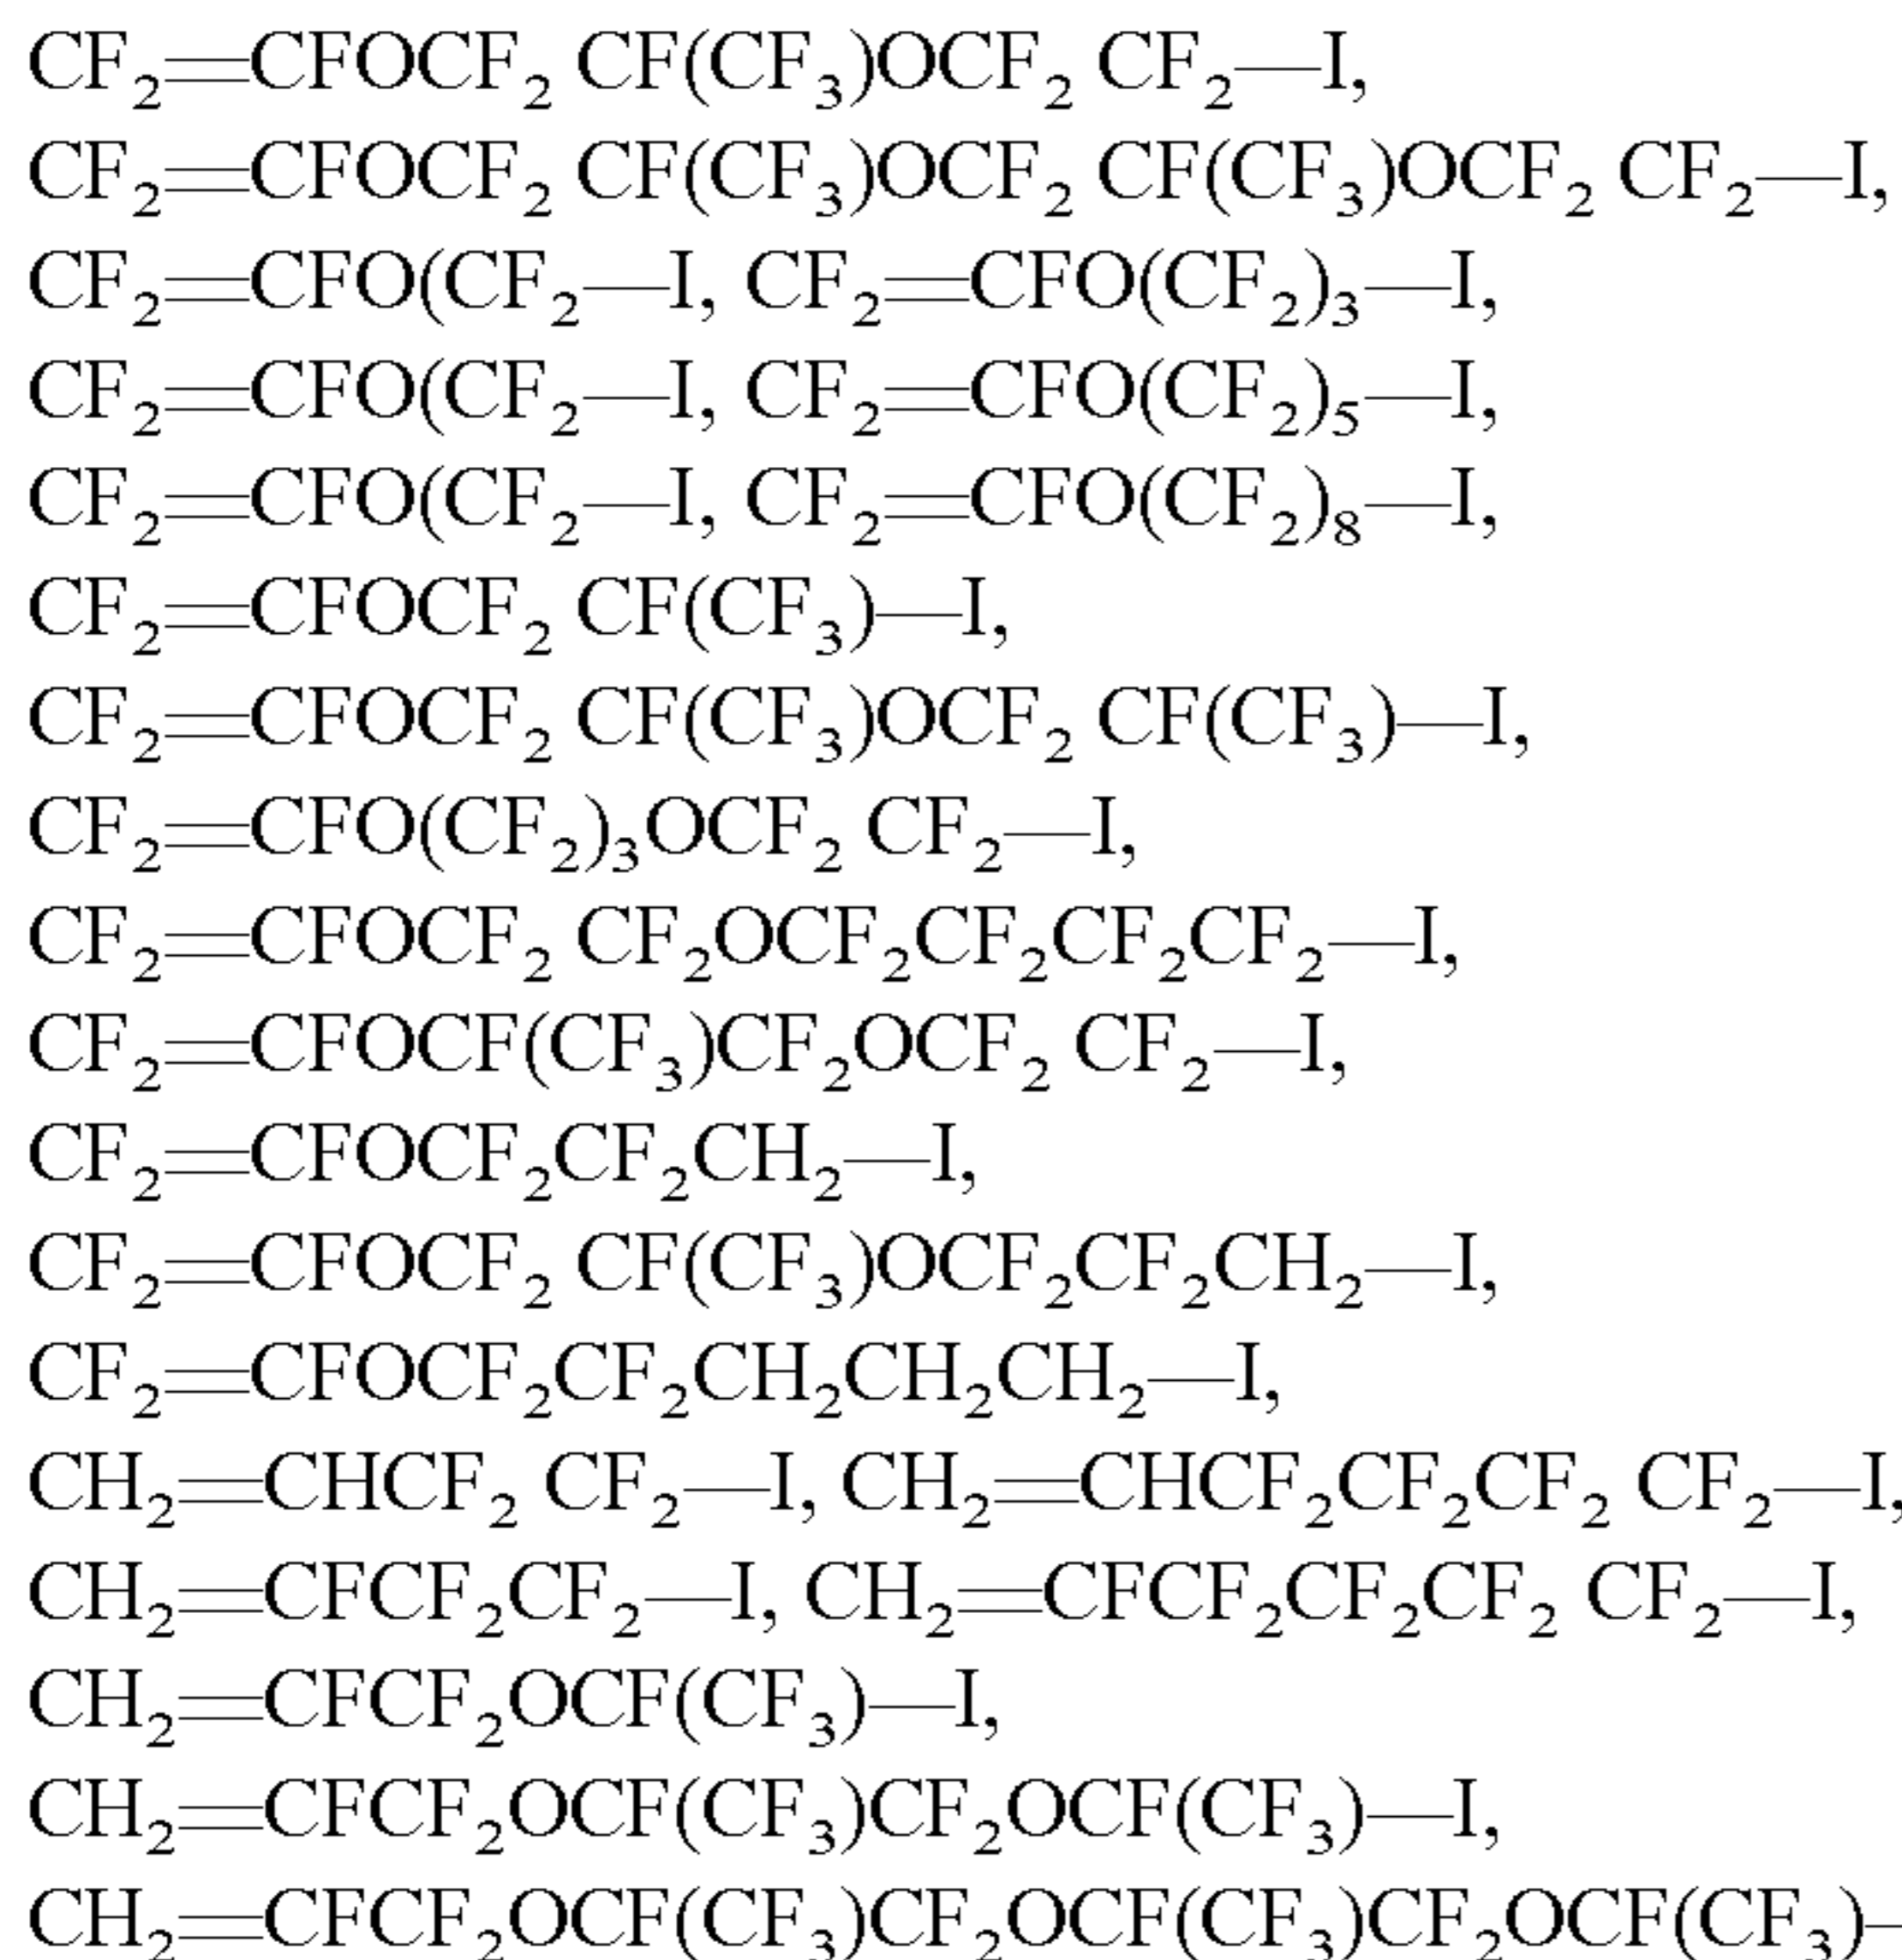 CF₂═CFOCF₂ CF(CF₃)OCF₂ CF₂—I,
CF₂═CFOCF₂ CF(CF₃)OCF₂ CF(CF₃)OCF₂ CF₂—I,
CF₂═CFO(CF₂—I, CF₂═CFO(CF₂)₃—I,
CF₂═CFO(CF₂—I, CF₂═CFO(CF₂)₅—I,
CF₂═CFO(CF₂—I, CF₂═CFO(CF₂)₈—I,
CF₂═CFOCF₂ CF(CF₃)—I,
CF₂═CFOCF₂ CF(CF₃)OCF₂ CF(CF₃)—I,
CF₂═CFO(CF₂)₃OCF₂ CF₂—I,
CF₂═CFOCF₂ CF₂OCF₂CF₂CF₂CF₂—I,
CF₂═CFOCF(CF₃)CF₂OCF₂ CF₂—I,
CF₂═CFOCF₂CF₂CH₂—I,
CF₂═CFOCF₂ CF(CF₃)OCF₂CF₂CH₂—I,
CF₂═CFOCF₂CF₂CH₂CH₂CH₂—I,
CH₂═CHCF₂ CF₂—I, CH₂═CHCF₂CF₂CF₂ CF₂—I,
CH₂═CFCF₂CF₂—I, CH₂═CFCF₂CF₂CF₂ CF₂—I,
CH₂═CFCF₂OCF(CF₃)—I,
CH₂═CFCF₂OCF(CF₃)CF₂OCF(CF₃)—I,
CH₂═CFCF₂OCF(CF₃)CF₂OCF(CF₃)CF₂OCF(CF₃)—